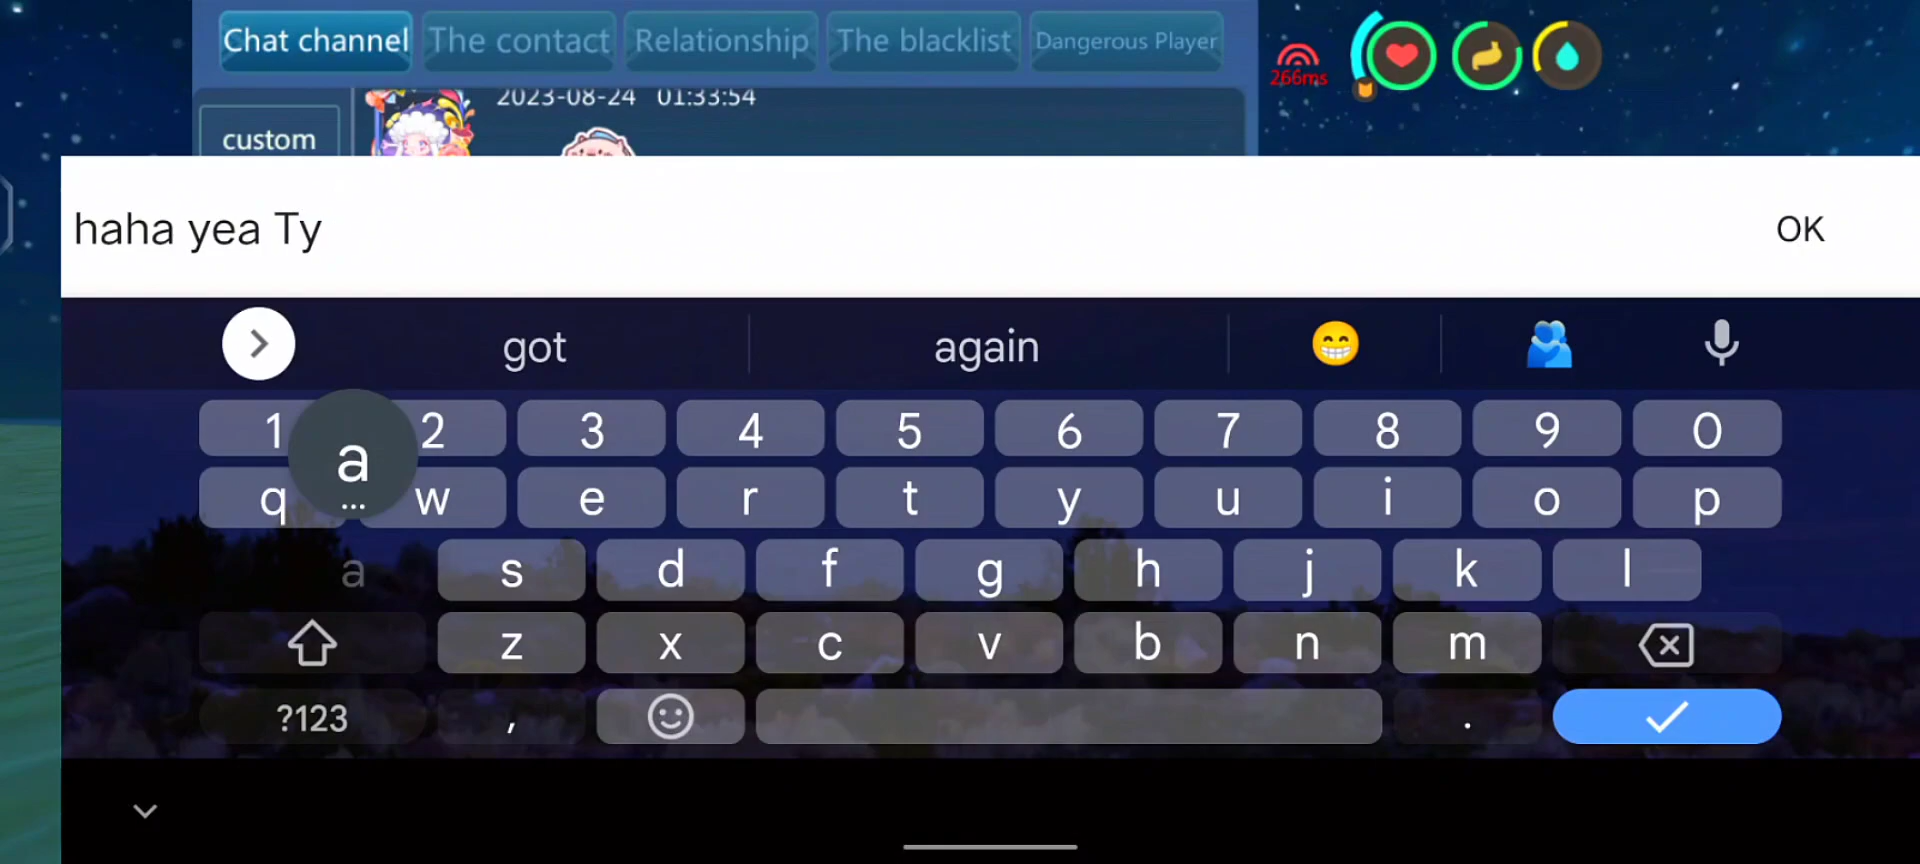 Chat channel The contact Relationship The blacklist Dangerous Player
266ms
2023-08-24 01:33:54
custom
haha yea Ty
OK
got again
1 2 3 4 5 6 7 8 9 0
a
q w e r t y u i o p
a s d f g h j k l
z x c v b n m
?123 , .